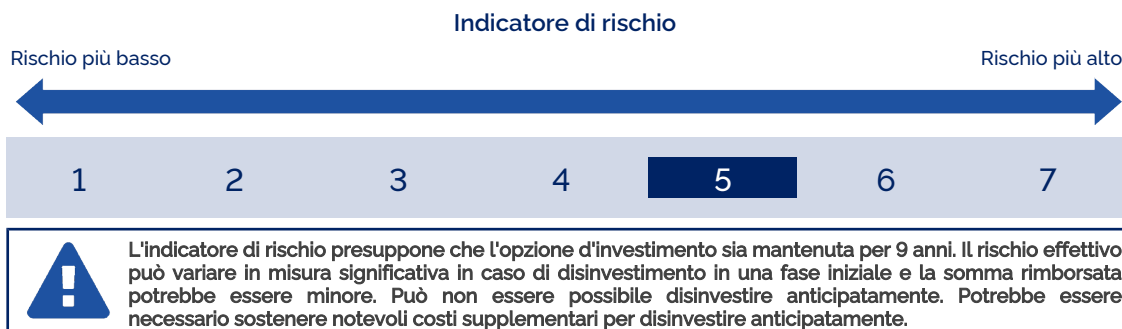 Indicatore di rischio
Rischio più basso Rischio più alto
1 2 3 4 5 6 7
L'indicatore di rischio presuppone che l'opzione d'investimento sia mantenuta per 9 anni. Il rischio effettivo
può variare in misura significativa in caso di disinvestimento in una fase iniziale e la somma rimborsata
potrebbe essere minore. Può non essere possibile disinvestire anticipatamente. Potrebbe essere
necessario sostenere notevoli costi supplementari per disinvestire anticipatamente.